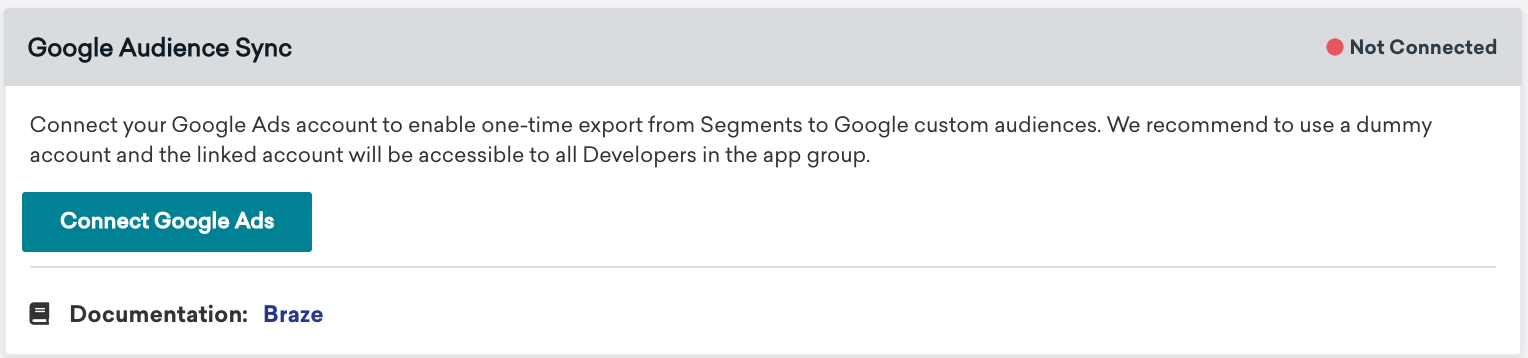 Google Audience Sync
Not Connected
Connect your Google Ads account to enable one-time export from Segments to Google custom audiences. We recommend to use a dummy
account and the linked account will be accessible to all Developers in the app group.
Connect Google Ads
Documentation: Braze